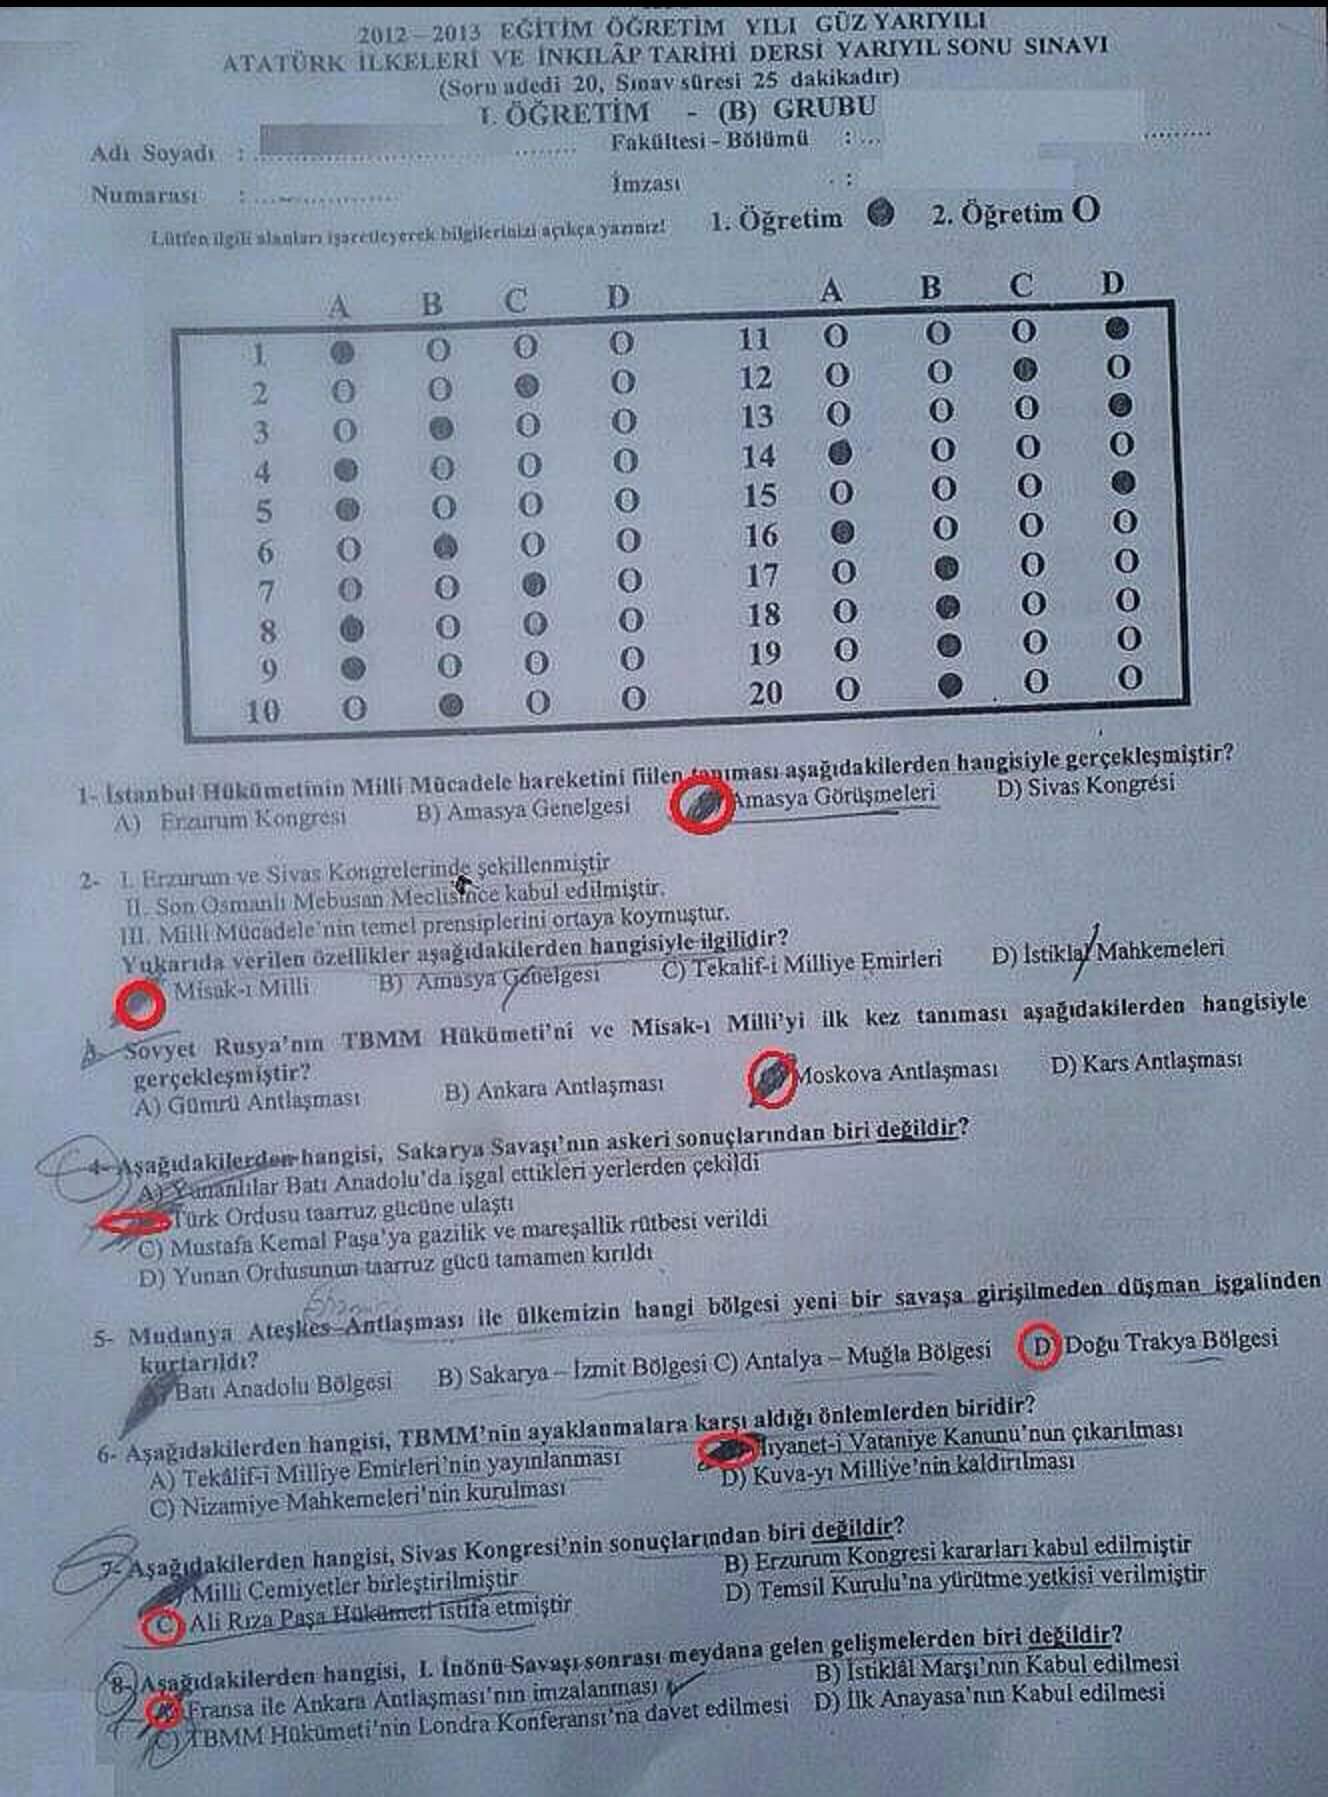 2012 – 2013 EĞİTİM ÖĞRETİM YILI GÜZ YARIYILI
ATATÜRK İLKELERİ VE İNKILÂP TARİHİ DERSİ YARIYIL SONU SINAVI
(Soru adedi 20, Sınav süresi 25 dakikadır)
I. ÖĞRETİM - (B) GRUBU
Adı Soyadı : Fakültesi - Bölümü : ...
Numarası : İmzası :
Lütfen ilgili alanları işaretleyerek bilgilerinizi açıkça yazınız! 1. Öğretim 2. Öğretim O
A B C D A B C D
1 O O O 11 O O O
2 O O O 12 O O O
3 O O O 13 O O O
4 O O O 14 O O O
5 O O O 15 O O O
6 O O O 16 O O O
7 O O O 17 O O O
8 O O O 18 O O O
9 O O O 19 O O O
10 O O O 20 O O O
1- İstanbul Hükümetinin Milli Mücadele hareketini fiilen tanıması aşağıdakilerden hangisiyle gerçekleşmiştir?
A) Erzurum Kongresi B) Amasya Genelgesi Amasya Görüşmeleri D) Sivas Kongresi
2- I. Erzurum ve Sivas Kongrelerinde şekillenmiştir
II. Son Osmanlı Mebusan Meclisince kabul edilmiştir.
III. Milli Mücadele'nin temel prensiplerini ortaya koymuştur.
Yukarıda verilen özellikler aşağıdakilerden hangisiyle ilgilidir?
Misak-ı Milli B) Amasya Genelgesi C) Tekalif-i Milliye Emirleri D) İstiklal Mahkemeleri
3- Sovyet Rusya'nın TBMM Hükümeti'ni ve Misak-ı Milli'yi ilk kez tanıması aşağıdakilerden hangisiyle
gerçekleşmiştir?
A) Gümrü Antlaşması B) Ankara Antlaşması Moskova Antlaşması D) Kars Antlaşması
4- Aşağıdakilerden hangisi, Sakarya Savaşı'nın askeri sonuçlarından biri değildir?
A) Yunanlılar Batı Anadolu'da işgal ettikleri yerlerden çekildi
Türk Ordusu taarruz gücüne ulaştı
C) Mustafa Kemal Paşa'ya gazilik ve mareşallik rütbesi verildi
D) Yunan Ordusunun taarruz gücü tamamen kırıldı
5- Mudanya Ateşkes Antlaşması ile ülkemizin hangi bölgesi yeni bir savaşa girişilmeden düşman işgalinden
kurtarıldı?
Batı Anadolu Bölgesi B) Sakarya – İzmit Bölgesi C) Antalya – Muğla Bölgesi D) Doğu Trakya Bölgesi
6- Aşağıdakilerden hangisi, TBMM'nin ayaklanmalara karşı aldığı önlemlerden biridir?
A) Tekâlif-i Milliye Emirleri'nin yayınlanması Hıyanet-i Vataniye Kanunu'nun çıkarılması
C) Nizamiye Mahkemeleri'nin kurulması D) Kuva-yı Milliye'nin kaldırılması
7- Aşağıdakilerden hangisi, Sivas Kongresi'nin sonuçlarından biri değildir?
Milli Cemiyetler birleştirilmiştir B) Erzurum Kongresi kararları kabul edilmiştir
C) Ali Rıza Paşa Hükümeti istifa etmiştir D) Temsil Kurulu'na yürütme yetkisi verilmiştir
8- Aşağıdakilerden hangisi, I. İnönü Savaşı sonrası meydana gelen gelişmelerden biri değildir?
Fransa ile Ankara Antlaşması'nın imzalanması B) İstiklâl Marşı'nın Kabul edilmesi
C) TBMM Hükümeti'nin Londra Konferansı'na davet edilmesi D) İlk Anayasa'nın Kabul edilmesi